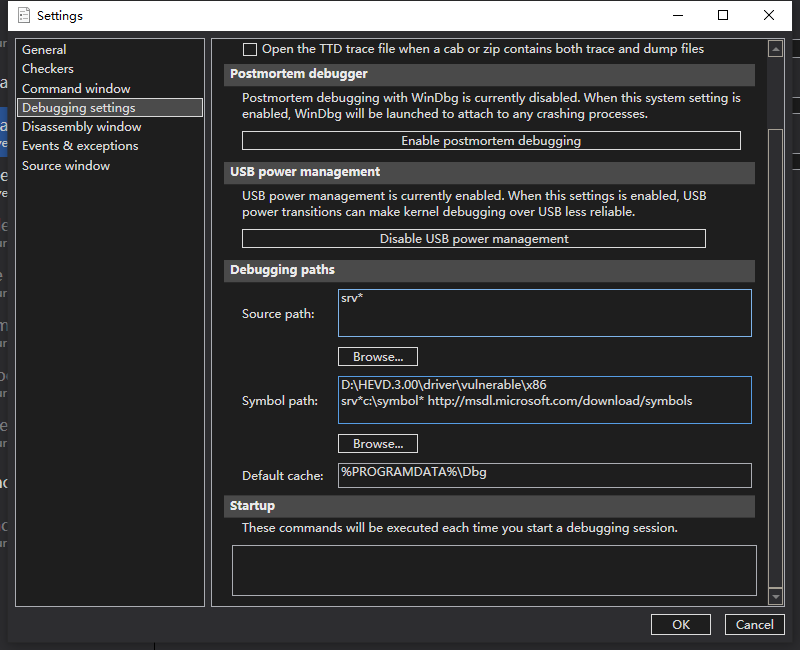 Settings
General
Checkers
Command window
Debugging settings
Disassembly window
Events & exceptions
Source window
Open the TTD trace file when a cab or zip contains both trace and dump files
Postmortem debugger
Postmortem debugging with WinDbg is currently disabled. When this system setting is
enabled, WinDbg will be launched to attach to any crashing processes.
Enable postmortem debugging
USB power management
USB power management is currently enabled. When this settings is enabled, USB
power transitions can make kernel debugging over USB less reliable.
Disable USB power management
Debugging paths
Source path:
srv*
Browse...
Symbol path:
D:\HEVD.3.00\driver\vulnerable\x86
srv*c:\symbol* http://msdl.microsoft.com/download/symbols
Browse...
Default cache:
%PROGRAMDATA%\Dbg
Startup
These commands will be executed each time you start a debugging session.
OK
Cancel